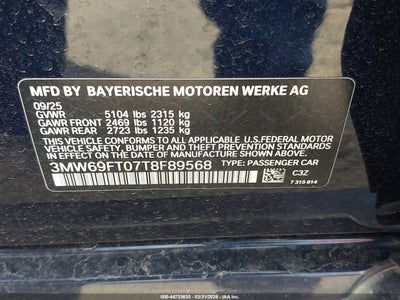 MFD BY BAYERISCHE MOTOREN WERKE AG
09/25
GVWR 5104 lbs 2315 kg
GAWR FRONT 2469 lbs 1120 kg
GAWR REAR 2723 lbs 1235 kg
THIS VEHICLE CONFORMS TO ALL APPLICABLE U.S.FEDERAL MOTOR
VEHICLE SAFETY, BUMPER AND THEFT PREVENTION STANDARDS
IN EFFECT ON THE DATE OF MANUFACTURE SHOWN ABOVE.
3MW69FT07T8F89568 TYPE: PASSENGER CAR
C3Z
7 315 814
000-44733630 - 03/31/2026 -